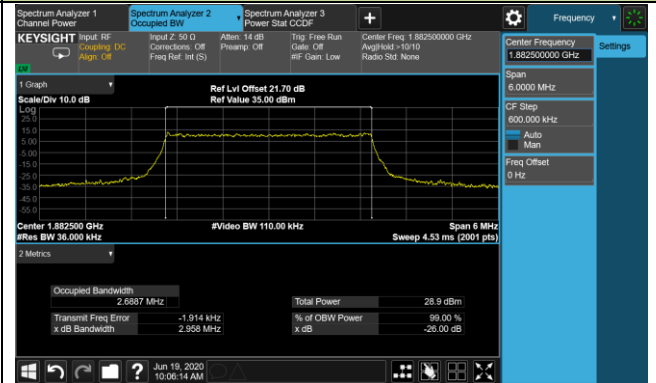 Spectrum Analyzer 1
Channel Power
Spectrum Analyzer 2
Occupied BW
Spectrum Analyzer 3
Power Stat CCDF
Frequency
KEYSIGHT
Input: RF
Coupling: DC
Align: Off
Input Z: 50 Ω
Corrections: Off
Freq Ref: Int (S)
Atten: 14 dB
Preamp: Off
Trig: Free Run
Gate: Off
#IF Gain: Low
Center Freq: 1.882500000 GHz
Avg|Hold:>10/10
Radio Std: None
Center Frequency
1.882500000 GHz
Settings
Span
6.0000 MHz
CF Step
600.000 kHz
Auto
Man
Freq Offset
0 Hz
1 Graph
Scale/Div 10.0 dB
Ref Lvl Offset 21.70 dB
Ref Value 35.00 dBm
Log
25.0
15.0
5.00
-5.00
-15.0
-25.0
-35.0
-45.0
-55.0
Center 1.882500 GHz
#Res BW 36.000 kHz
#Video BW 110.00 kHz
Span 6 MHz
Sweep 4.53 ms (2001 pts)
2 Metrics
Occupied Bandwidth
2.6887 MHz
Total Power 28.9 dBm
Transmit Freq Error -1.914 kHz
% of OBW Power 99.00 %
x dB Bandwidth 2.958 MHz
x dB -26.00 dB
Jun 19, 2020
10:06:14 AM